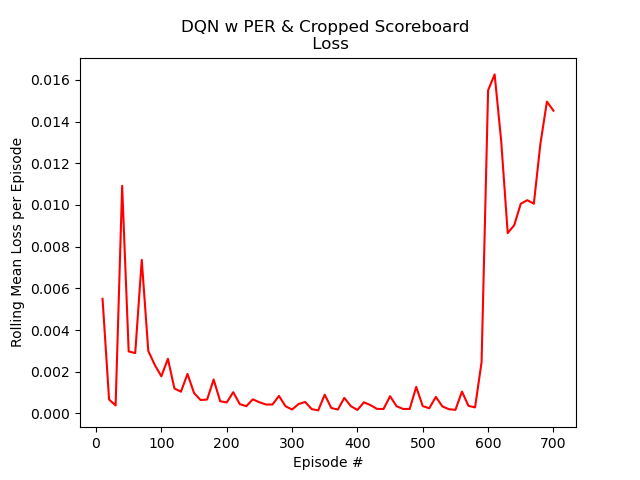 DQN w PER & Cropped Scoreboard
Loss
Rolling Mean Loss per Episode
0.016
0.014
0.012
0.010
0.008
0.006
0.004
0.002
0.000
0 100 200 300 400 500 600 700
Episode #